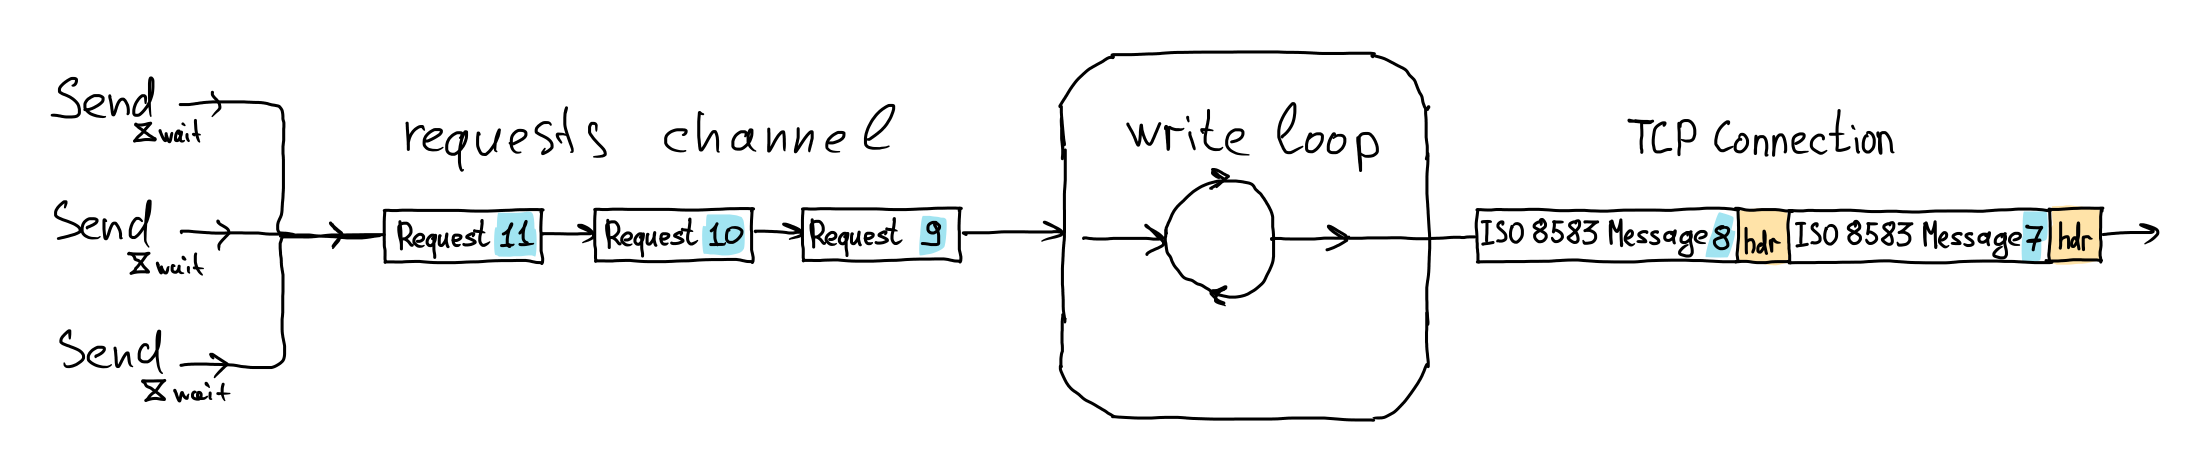 Send
wait
Send
wait
Send
wait
requests channel
Request 11
Request 10
Request 9
write loop
TCP Connection
ISO 8583 Message 8
hdr
ISO 8583 Message 7
hdr